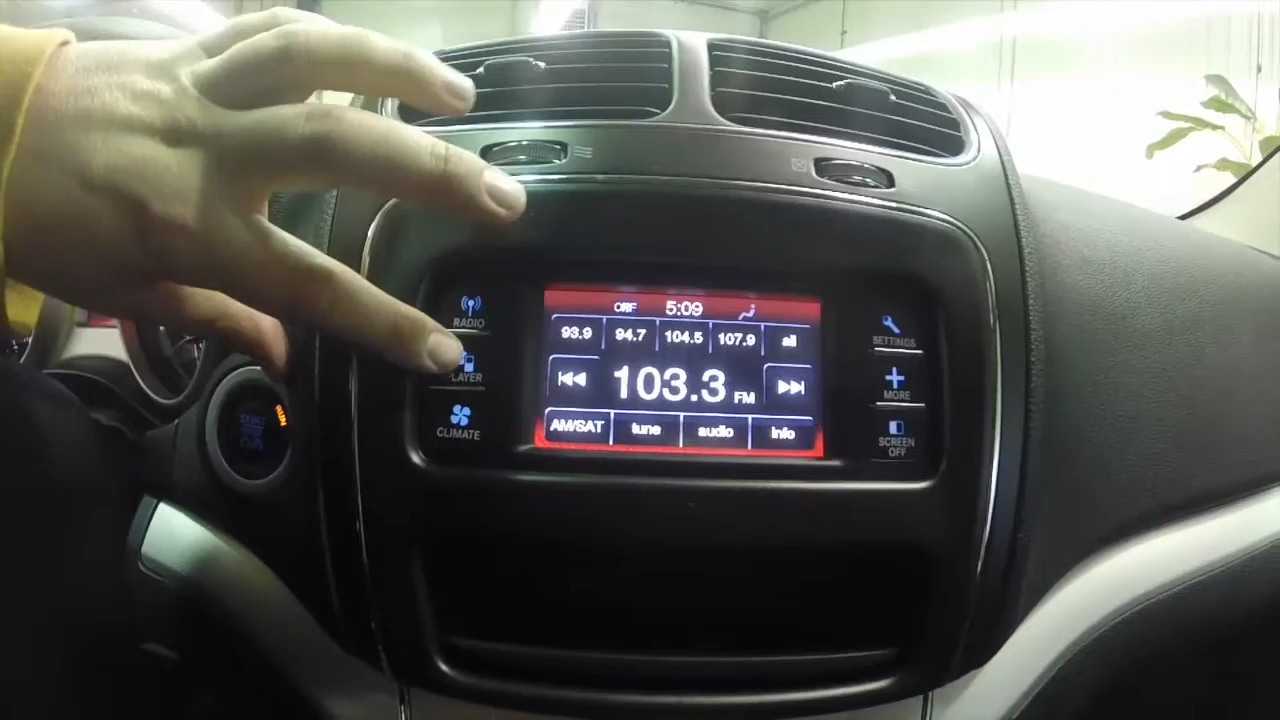 RADIO
PLAYER
CLIMATE
RUN
OFF 5:09
93.9 94.7 104.5 107.9 all
103.3 FM
AM/SAT tune audio info
SETTINGS
MORE
SCREEN
OFF